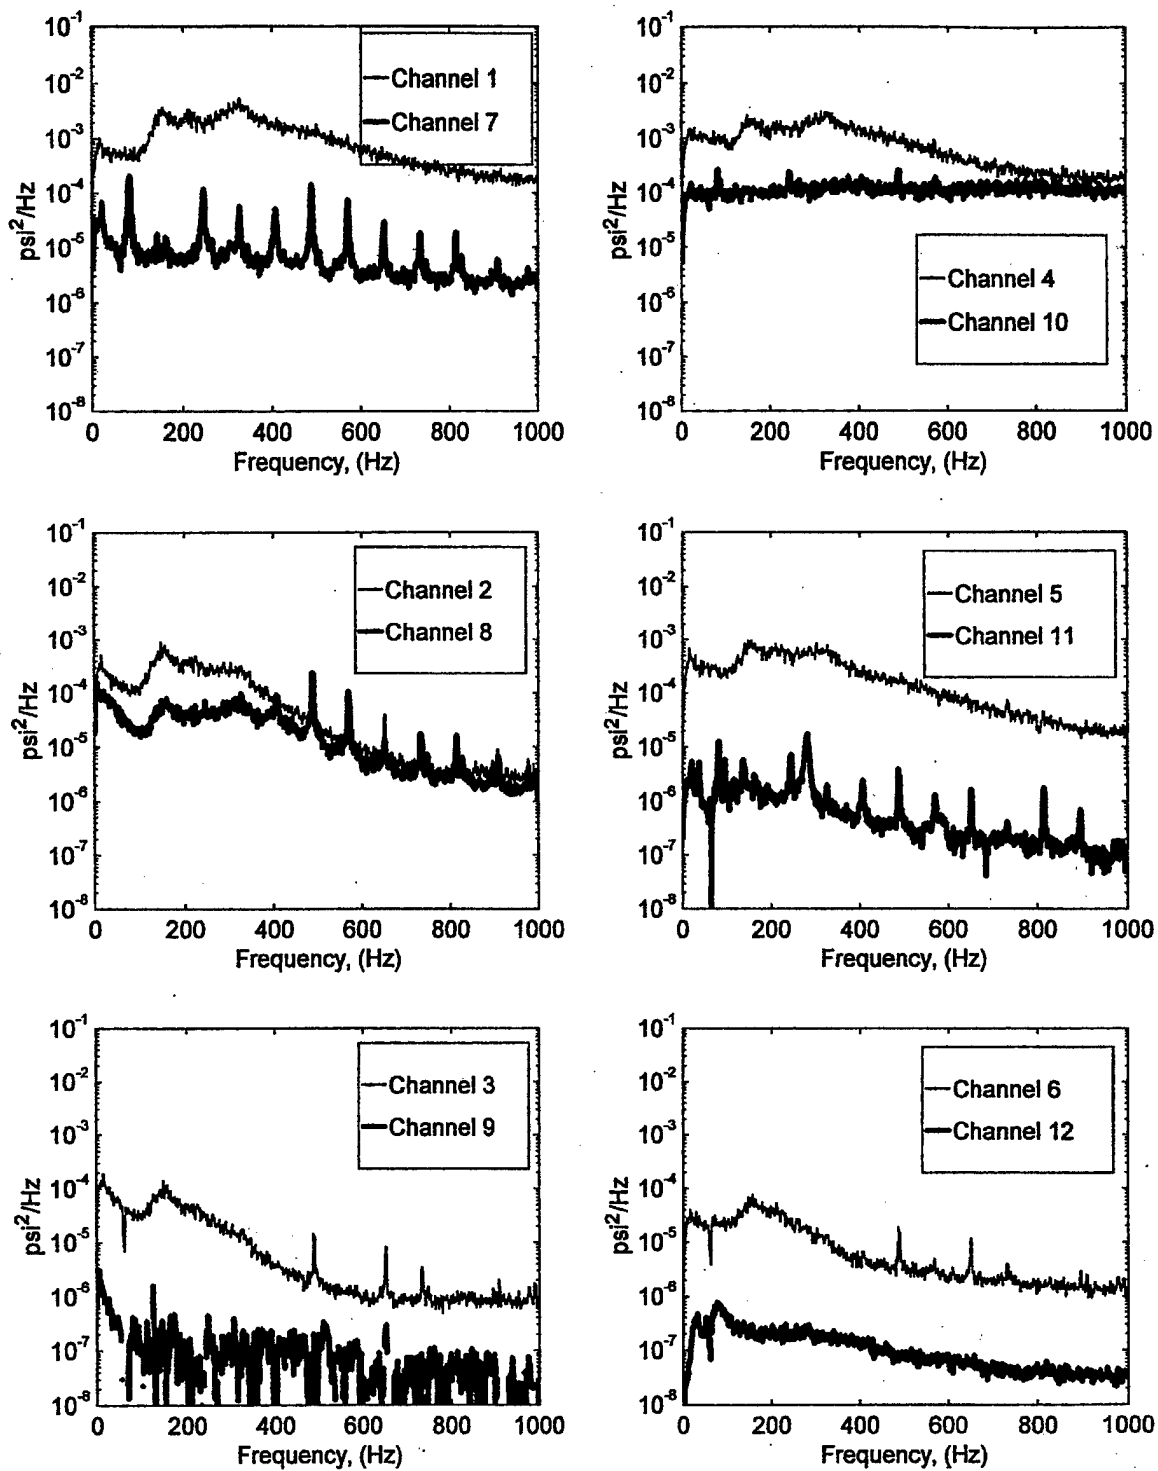 10⁻¹
10⁻²
10⁻³
10⁻⁴
10⁻⁵
10⁻⁶
10⁻⁷
10⁻⁸
psi²/Hz
Channel 1
Channel 7
0 200 400 600 800 1000
Frequency, (Hz)
10⁻¹
10⁻²
10⁻³
10⁻⁴
10⁻⁵
10⁻⁶
10⁻⁷
10⁻⁸
psi²/Hz
Channel 4
Channel 10
0 200 400 600 800 1000
Frequency, (Hz)
10⁻¹
10⁻²
10⁻³
10⁻⁴
10⁻⁵
10⁻⁶
10⁻⁷
10⁻⁸
psi²/Hz
Channel 2
Channel 8
0 200 400 600 800 1000
Frequency, (Hz)
10⁻¹
10⁻²
10⁻³
10⁻⁴
10⁻⁵
10⁻⁶
10⁻⁷
10⁻⁸
psi²/Hz
Channel 5
Channel 11
0 200 400 600 800 1000
Frequency, (Hz)
10⁻¹
10⁻²
10⁻³
10⁻⁴
10⁻⁵
10⁻⁶
10⁻⁷
10⁻⁸
psi²/Hz
Channel 3
Channel 9
0 200 400 600 800 1000
Frequency, (Hz)
10⁻¹
10⁻²
10⁻³
10⁻⁴
10⁻⁵
10⁻⁶
10⁻⁷
10⁻⁸
psi²/Hz
Channel 6
Channel 12
0 200 400 600 800 1000
Frequency, (Hz)